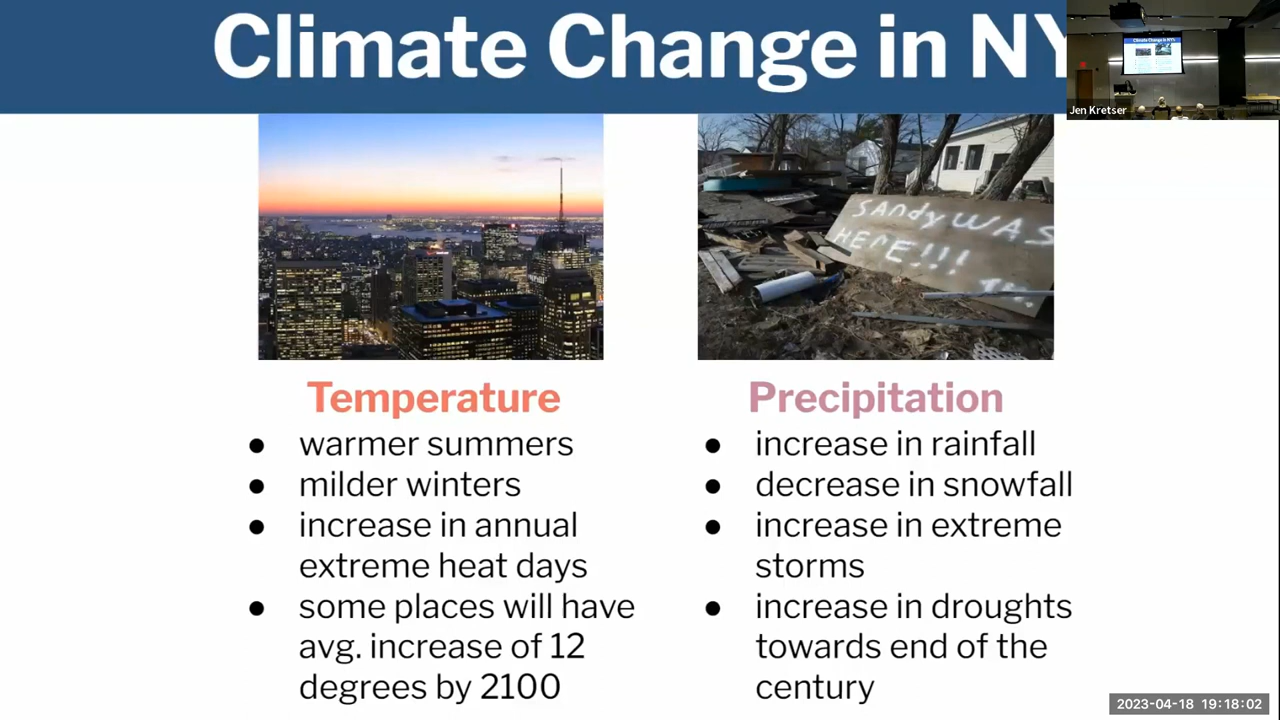 Climate Change in NY
Jen Kretser
SANDY WAS
HERE!!!
Temperature
● warmer summers
● milder winters
● increase in annual
extreme heat days
● some places will have
avg. increase of 12
degrees by 2100
Precipitation
● increase in rainfall
● decrease in snowfall
● increase in extreme
storms
● increase in droughts
towards end of the
century
2023-04-18 19:18:02